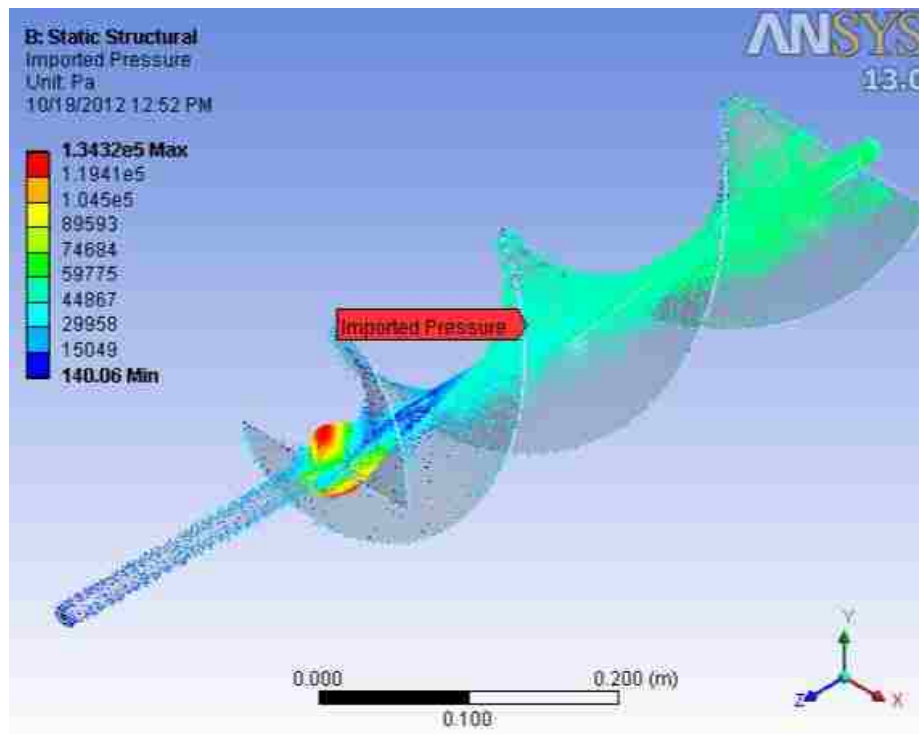 B: Static Structural
Imported Pressure
Unit: Pa
10/19/2012 12:52 PM
ANSYS
13.0
1.3432e5 Max
1.1941e5
1.045e5
89593
74684
59775
44867
29958
15049
140.06 Min
Imported Pressure
0.000
0.200 (m)
0.100
Y
Z
X